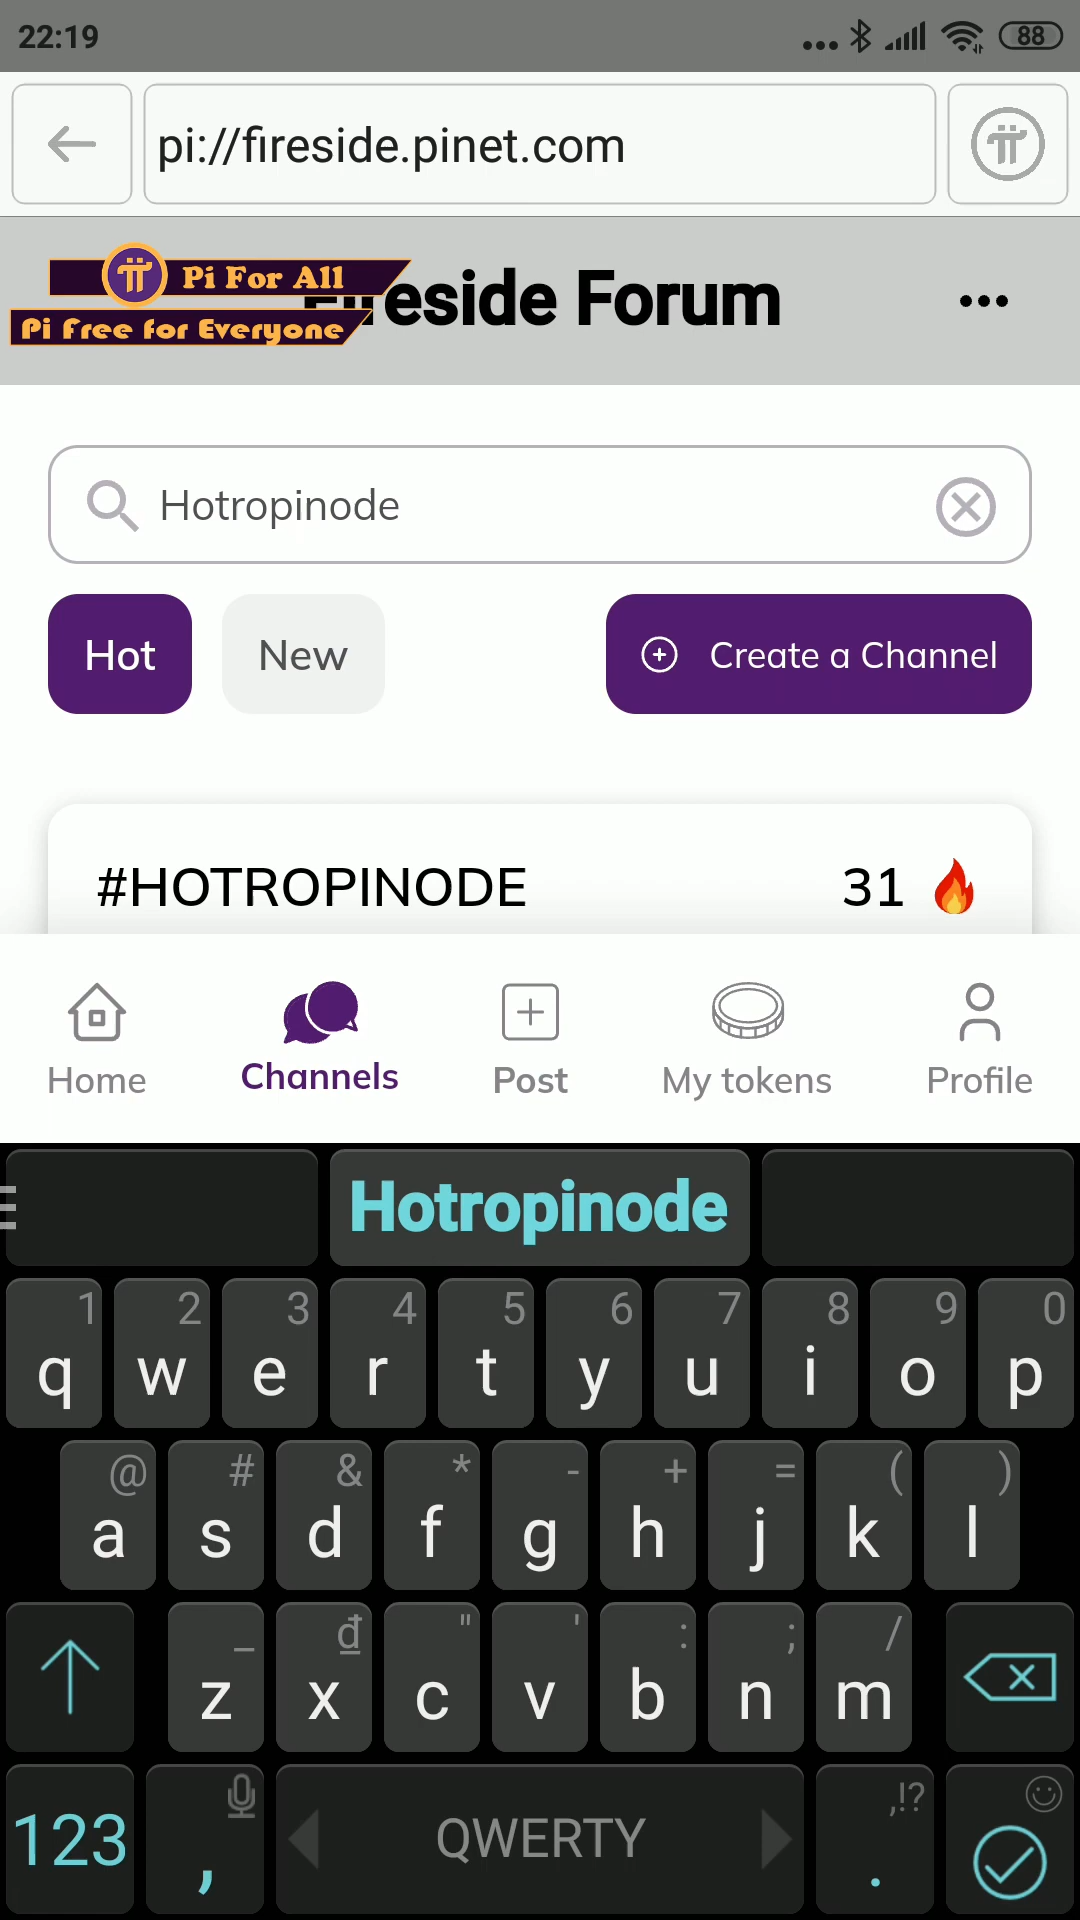 22:19
88
pi://fireside.pinet.com
Pi For All
Pi Free for Everyone
Fireside Forum
Hotropinode
Hot
New
Create a Channel
#HOTROPINODE
31
Home
Channels
Post
My tokens
Profile
Hotropinode
1 2 3 4 5 6 7 8 9 0
q w e r t y u i o p
@ # & * - + = ( )
a s d f g h j k l
_ ₫ " ' : ; /
z x c v b n m
,!?
123 , QWERTY .